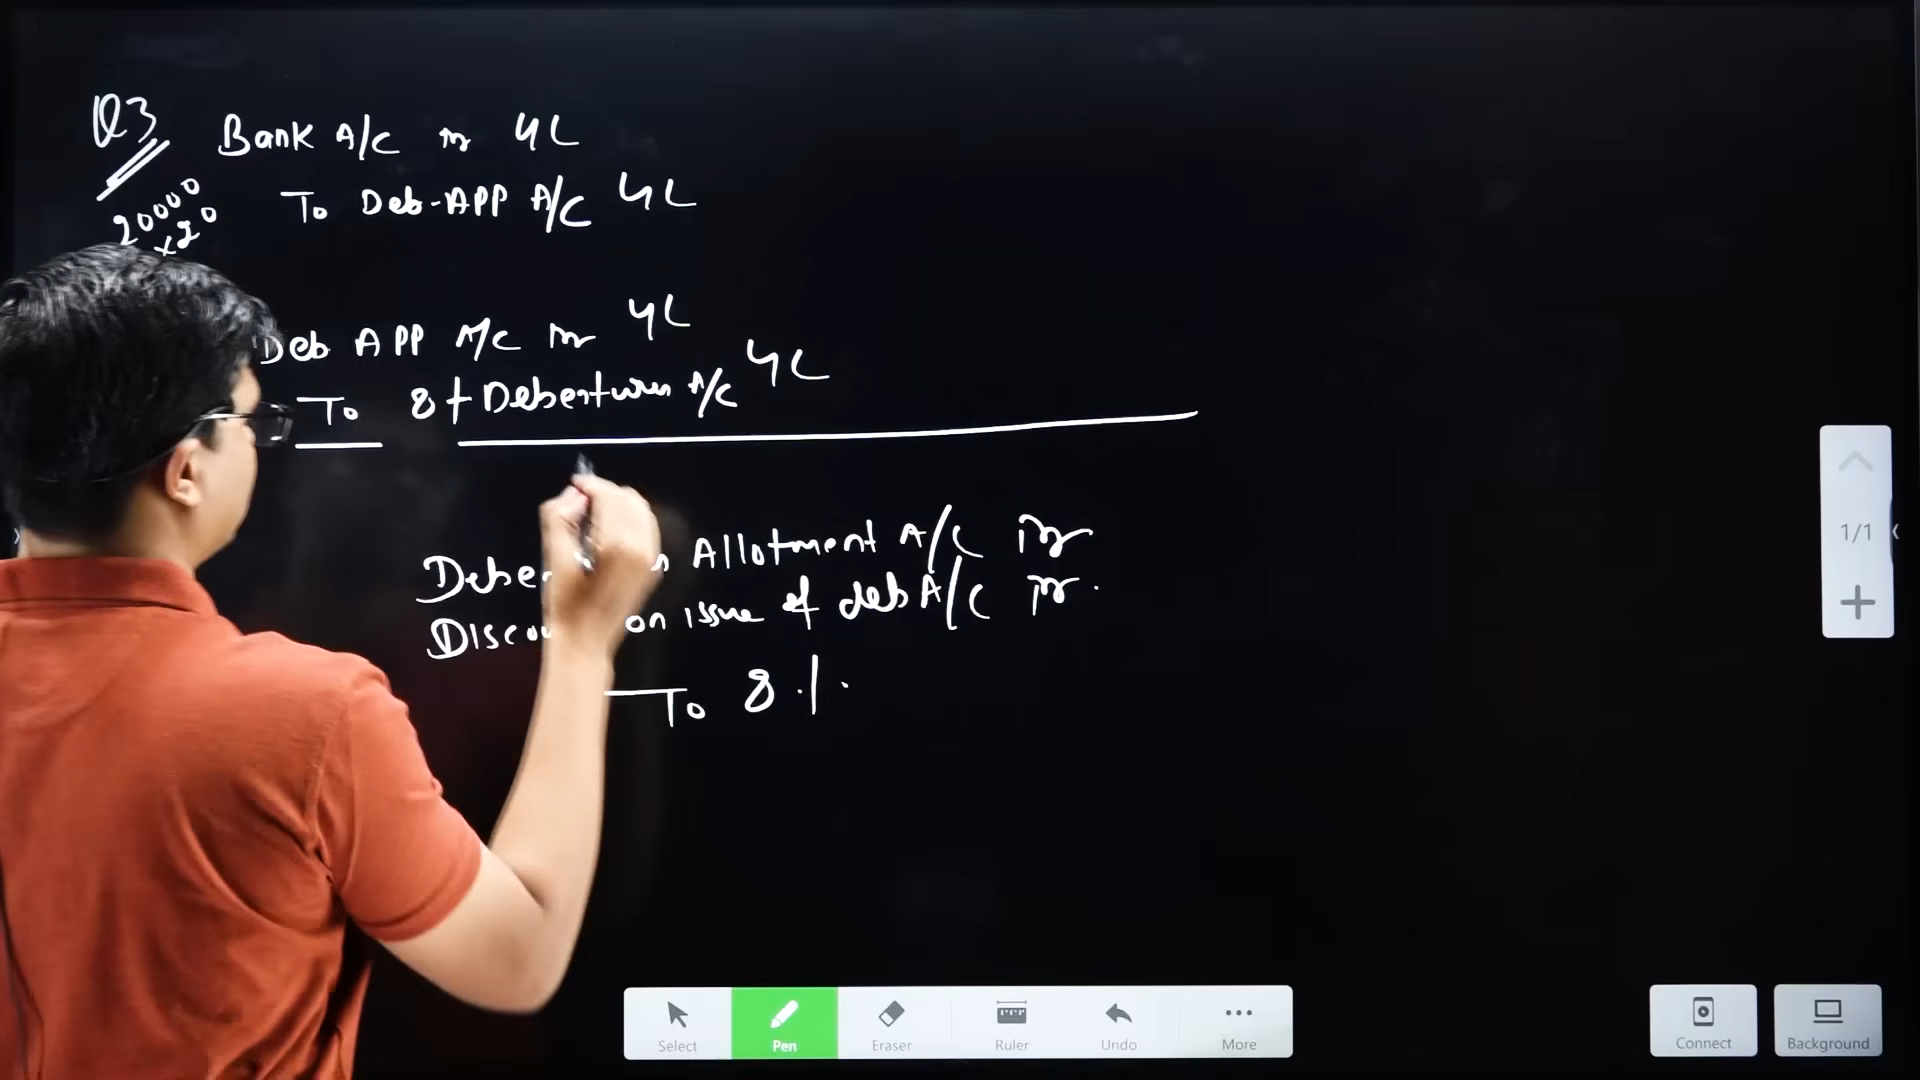 Q3
Bank A/C Dr 4L
To Deb-APP A/C 4L
20000
x20
Deb APP A/C Dr 4L
To 8% Debentures A/C 4L
Allotment A/C Dr
on issue of deb A/C Dr.
To 8%
1/1
Select
Pen
Eraser
Ruler
Undo
More
Connect
Background